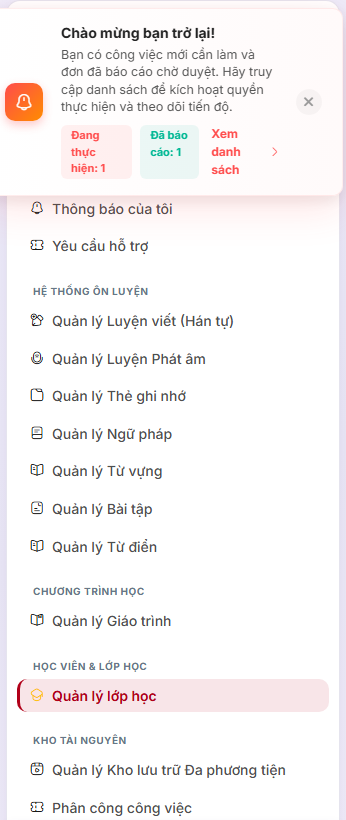 Chào mừng bạn trở lại!
Bạn có công việc mới cần làm và
đơn đã báo cáo chờ duyệt. Hãy truy
cập danh sách để kích hoạt quyền
thực hiện và theo dõi tiến độ.
Đang
thực
hiện: 1
Đã báo
cáo: 1
Xem
danh
sách
Thông báo của tôi
Yêu cầu hỗ trợ
HỆ THỐNG ÔN LUYỆN
Quản lý Luyện viết (Hán tự)
Quản lý Luyện Phát âm
Quản lý Thẻ ghi nhớ
Quản lý Ngữ pháp
Quản lý Từ vựng
Quản lý Bài tập
Quản lý Từ điển
CHƯƠNG TRÌNH HỌC
Quản lý Giáo trình
HỌC VIÊN & LỚP HỌC
Quản lý lớp học
KHO TÀI NGUYÊN
Quản lý Kho lưu trữ Đa phương tiện
Phân công công việc